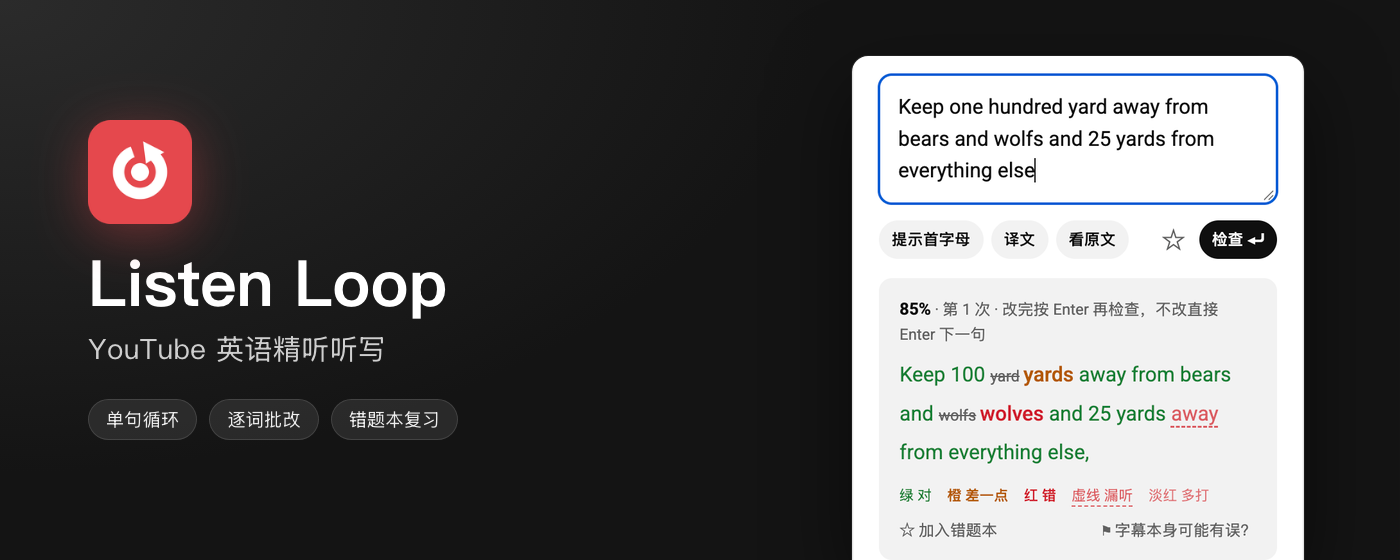 Listen Loop
YouTube 英语精听听写
单句循环
逐词批改
错题本复习
Keep one hundred yard away from
bears and wolfs and 25 yards from
everything else
提示首字母
译文
看原文
检查
85% · 第 1 次 · 改完按 Enter 再检查，不改直接
Enter 下一句
Keep 100 yard yards away from bears
and wolfs wolves and 25 yards away
from everything else,
绿 对 橙 差一点 红 错 虚线 漏听 淡红 多打
☆ 加入错题本
⚑ 字幕本身可能有误?